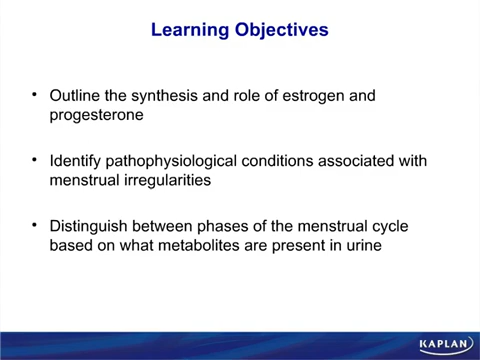 Learning Objectives
• Outline the synthesis and role of estrogen and
progesterone
• Identify pathophysiological conditions associated with
menstrual irregularities
• Distinguish between phases of the menstrual cycle
based on what metabolites are present in urine
KAPLAN